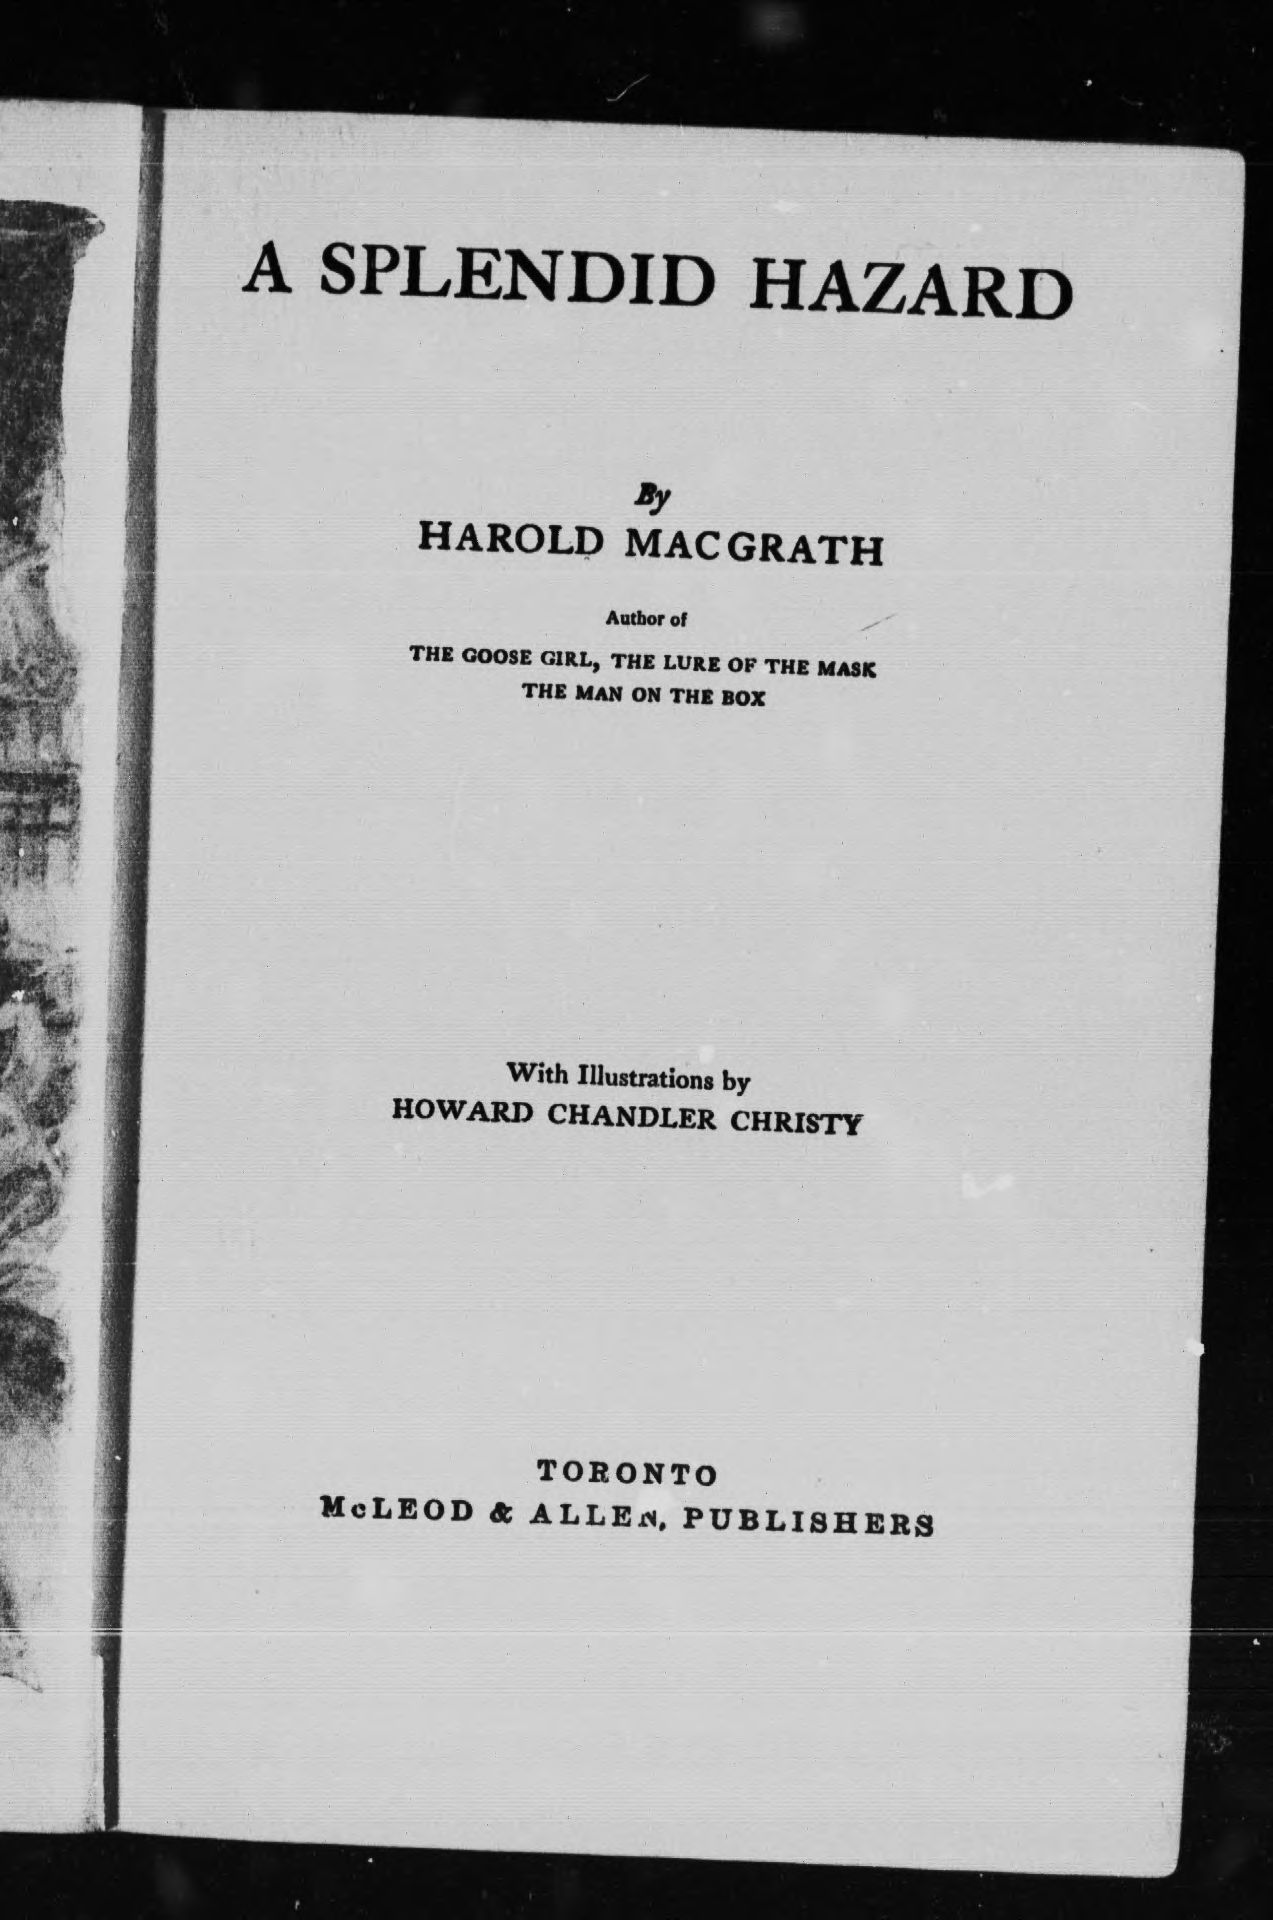 A SPLENDID HAZARD
By
HAROLD MACGRATH
Author of
THE GOOSE GIRL, THE LURE OF THE MASK
THE MAN ON THE BOX
With Illustrations by
HOWARD CHANDLER CHRISTY
TORONTO
McLEOD & ALLEN, PUBLISHERS